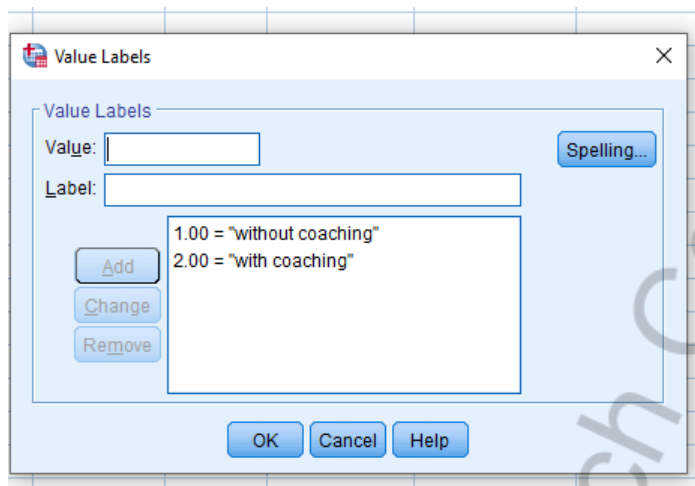 Value Labels
Value Labels
Value:
Spelling...
Label:
1.00 = "without coaching"
2.00 = "with coaching"
Add
Change
Remove
OK Cancel Help